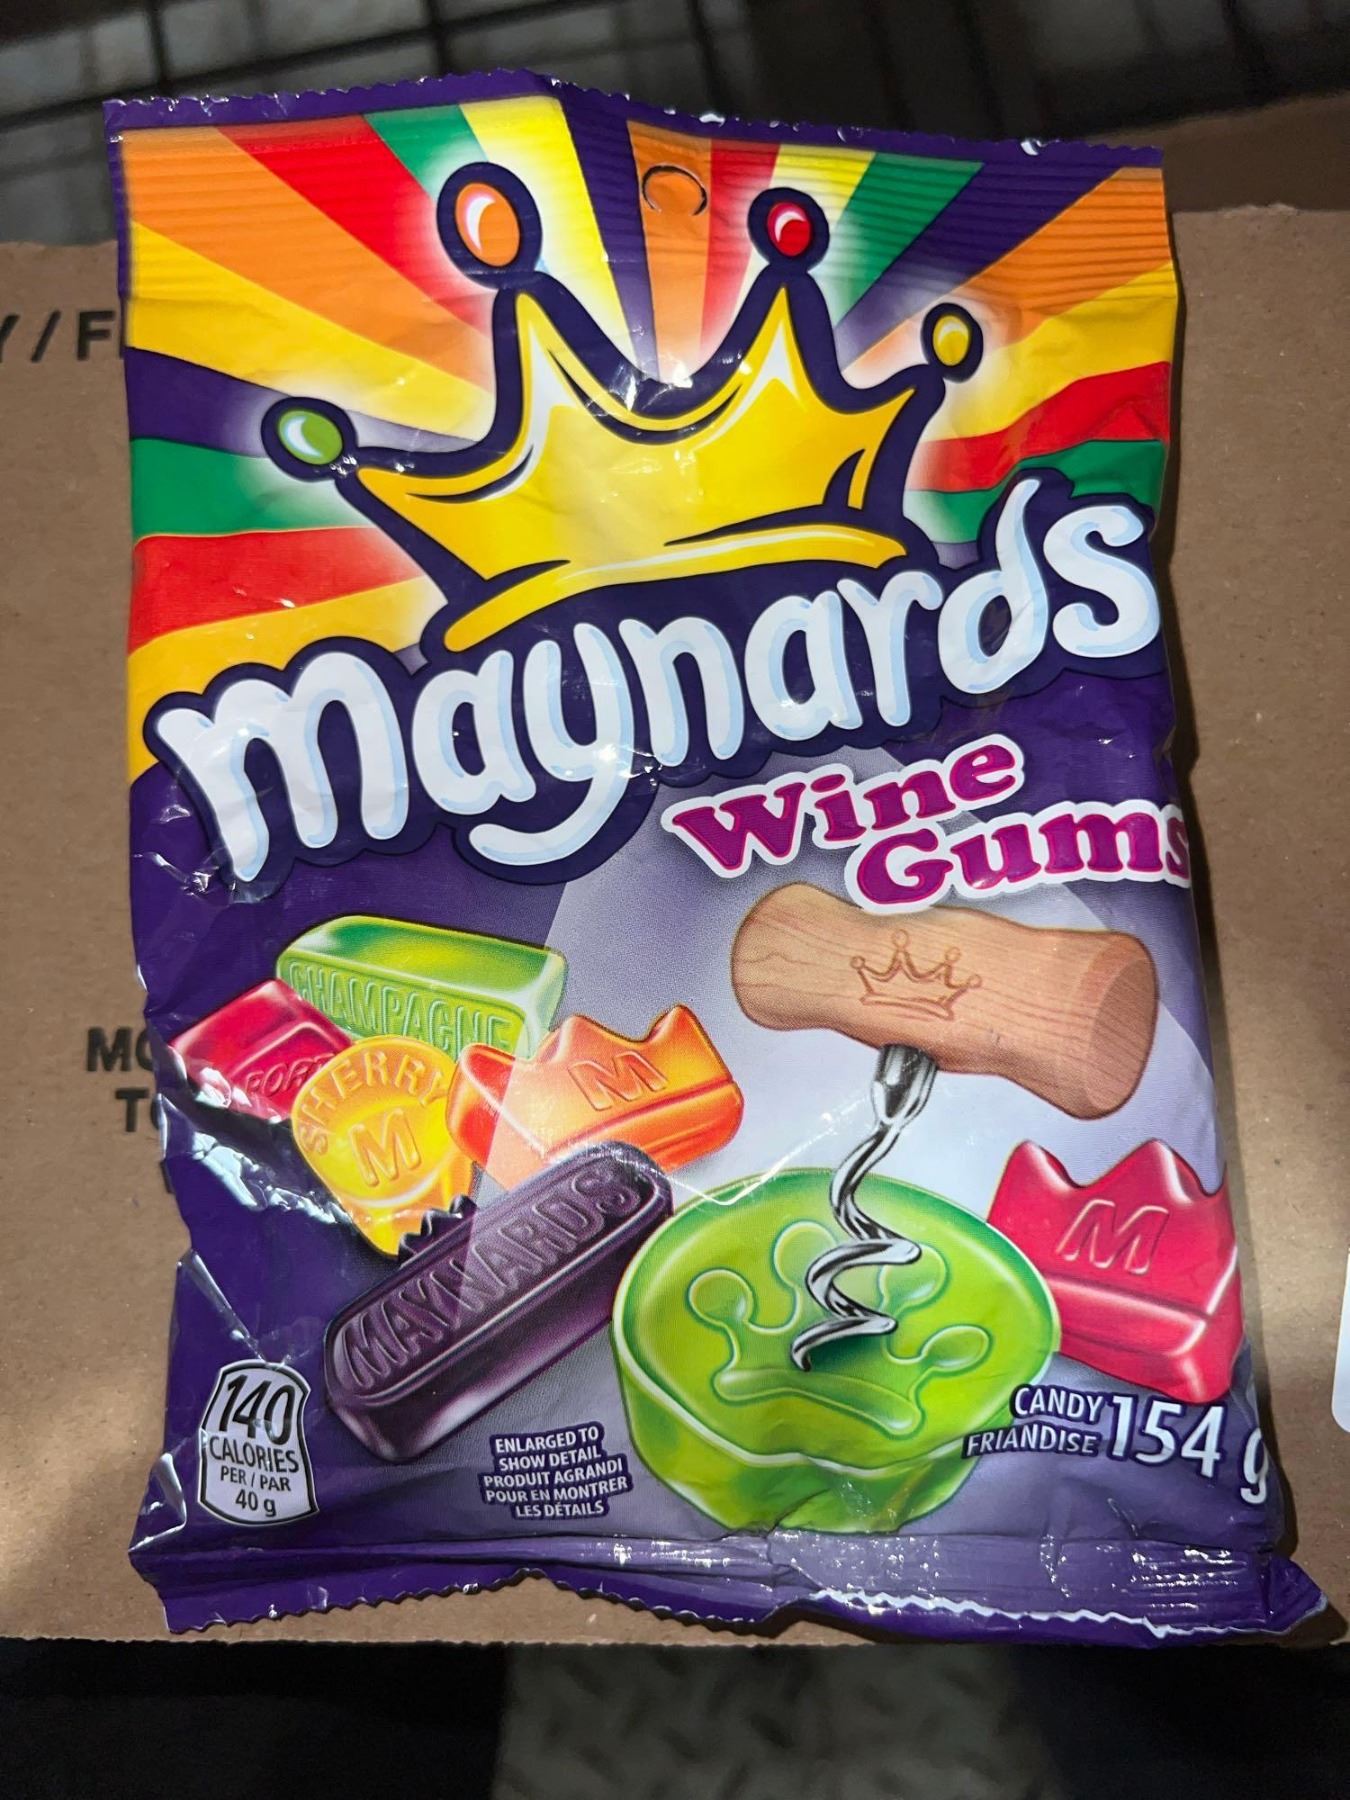 Y/F
maynards
Wine
Gums
CHAMPAGNE
PORT
SHERRY
M
M
MAYNARDS
M
140
CALORIES
PER / PAR
40 g
ENLARGED TO
SHOW DETAIL
PRODUIT AGRANDI
POUR EN MONTRER
LES DÉTAILS
CANDY
FRIANDISE
154 g